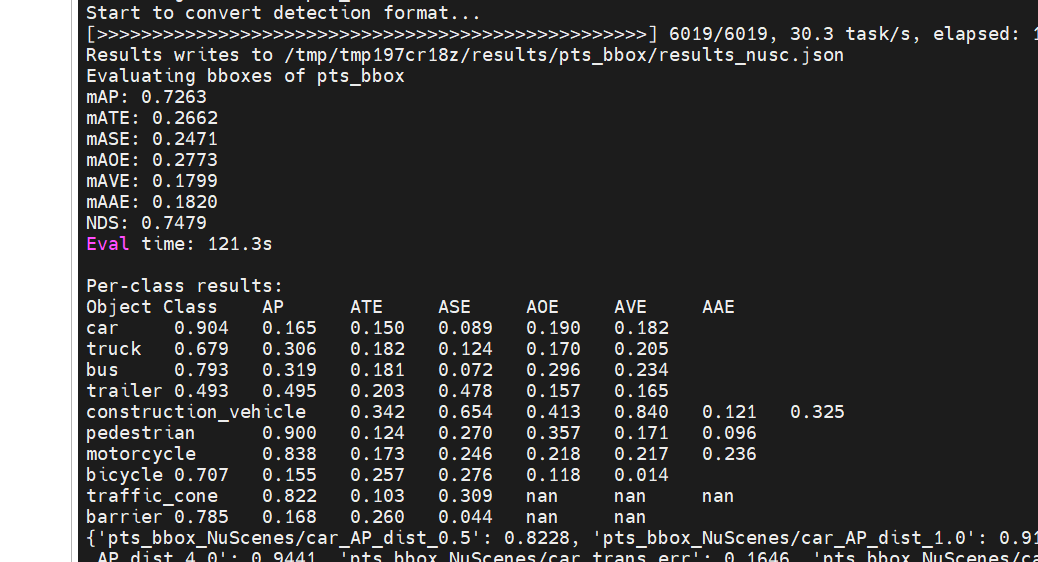 Start to convert detection format...
[>>>>>>>>>>>>>>>>>>>>>>>>>>>>>>>>>>>>>>>>>>>>>>>>>>] 6019/6019, 30.3 task/s, elapsed:
Results writes to /tmp/tmp197cr18z/results/pts_bbox/results_nusc.json
Evaluating bboxes of pts_bbox
mAP: 0.7263
mATE: 0.2662
mASE: 0.2471
mAOE: 0.2773
mAVE: 0.1799
mAAE: 0.1820
NDS: 0.7479
Eval time: 121.3s
Per-class results:
Object Class    AP      ATE     ASE     AOE     AVE     AAE
car     0.904   0.165   0.150   0.089   0.190   0.182
truck   0.679   0.306   0.182   0.124   0.170   0.205
bus     0.793   0.319   0.181   0.072   0.296   0.234
trailer 0.493   0.495   0.203   0.478   0.157   0.165
construction_vehicle    0.342   0.654   0.413   0.840   0.121   0.325
pedestrian      0.900   0.124   0.270   0.357   0.171   0.096
motorcycle      0.838   0.173   0.246   0.218   0.217   0.236
bicycle 0.707   0.155   0.257   0.276   0.118   0.014
traffic_cone    0.822   0.103   0.309   nan     nan     nan
barrier 0.785   0.168   0.260   0.044   nan     nan
{'pts_bbox_NuScenes/car_AP_dist_0.5': 0.8228, 'pts_bbox_NuScenes/car_AP_dist_1.0':
AP_dist_4.0': 0.9441, 'pts_bbox_NuScenes/car_trans_err': 0.1646,